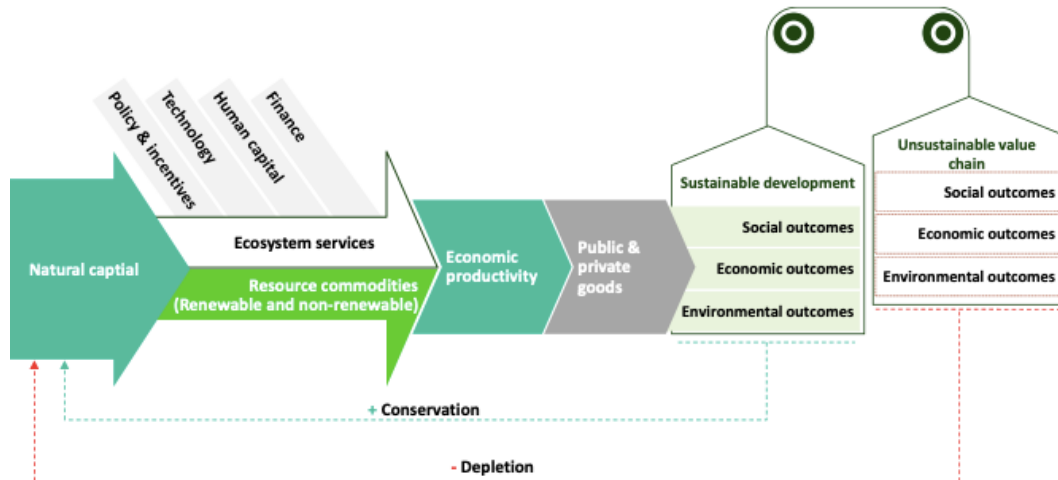 Policy & incentives
Technology
Human capital
Finance
Natural captial
Ecosystem services
Resource commodities
(Renewable and non-renewable)
Economic
productivity
Public &
private
goods
Sustainable development
Social outcomes
Economic outcomes
Environmental outcomes
Unsustainable value
chain
Social outcomes
Economic outcomes
Environmental outcomes
+ Conservation
- Depletion